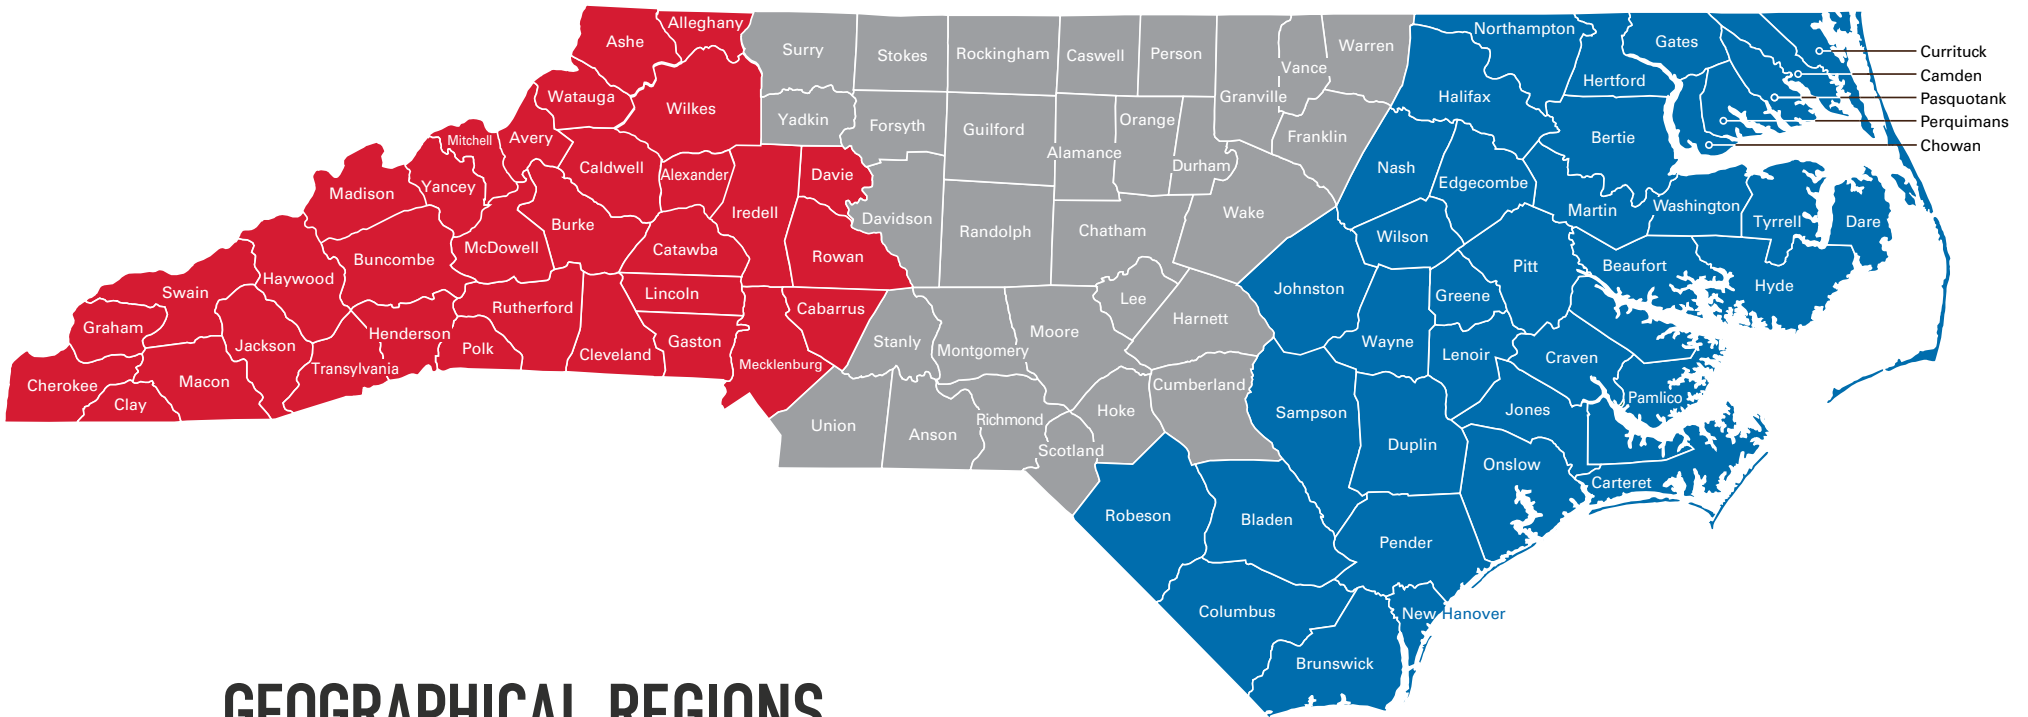 Alleghany
Ashe
Surry
Stokes
Rockingham
Caswell
Person
Vance
Warren
Northampton
Gates
Currituck
Camden
Pasquotank
Perquimans
Chowan
Watauga
Wilkes
Yadkin
Forsyth
Guilford
Alamance
Orange
Durham
Granville
Franklin
Halifax
Hertford
Bertie
Mitchell
Avery
Caldwell
Alexander
Davie
Nash
Edgecombe
Madison
Yancey
Burke
Iredell
Davidson
Randolph
Chatham
Wake
Wilson
Martin
Washington
Tyrrell
Dare
Buncombe
McDowell
Catawba
Rowan
Johnston
Greene
Pitt
Beaufort
Hyde
Haywood
Swain
Rutherford
Lincoln
Cabarrus
Lee
Harnett
Graham
Jackson
Henderson
Transylvania
Polk
Cleveland
Gaston
Mecklenburg
Stanly
Montgomery
Moore
Wayne
Lenoir
Craven
Pamlico
Cherokee
Clay
Macon
Union
Anson
Richmond
Scotland
Hoke
Cumberland
Sampson
Duplin
Jones
Onslow
Carteret
Robeson
Bladen
Pender
Columbus
New Hanover
Brunswick
GEOGRAPHICAL REGIONS